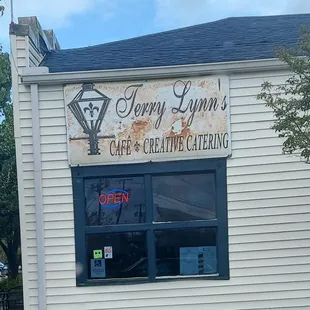 Terry Lynn's
CAFÉ ⚜ CREATIVE CATERING
OPEN